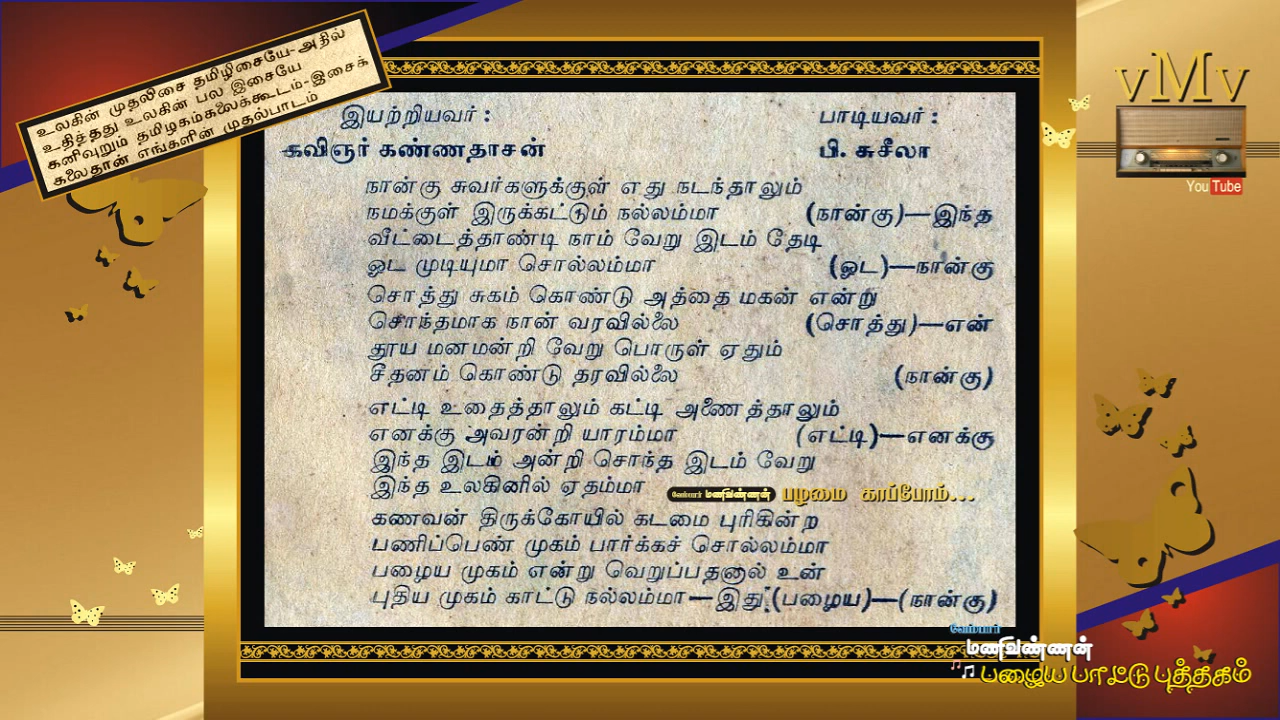 உலகின் முதலிசை தமிழிசையே-அதில்
உதித்தது உலகின் பல இசையே
கனிவுறும் தமிழகம்கலைக்கூடம்-இசைக்
கலைதான் எங்களின் முதல்பாடம்
vMv
You Tube
இயற்றியவர் : பாடியவர் :
கவிஞர் கண்ணதாசன் பி. சுசீலா
நான்கு சுவர்களுக்குள் எது நடந்தாலும்
நமக்குள் இருக்கட்டும் நல்லம்மா (நான்கு)—இந்த
வீட்டைத்தாண்டி நாம் வேறு இடம் தேடி
ஓட முடியுமா சொல்லம்மா (ஓட)—நான்கு
சொத்து சுகம் கொண்டு அத்தை மகன் என்று
சொந்தமாக நான் வரவில்லை (சொத்து)—என்
தூய மனமன்றி வேறு பொருள் ஏதும்
சீதனம் கொண்டு தரவில்லை (நான்கு)
எட்டி உதைத்தாலும் கட்டி அணைத்தாலும்
எனக்கு அவரன்றி யாரம்மா (எட்டி)—எனக்கு
இந்த இடம் அன்றி சொந்த இடம் வேறு
இந்த உலகினில் ஏதம்மா
வேம்பார் மணிவண்ணன் பழமை காப்போம்...
கணவன் திருக்கோயில் கடமை புரிகின்ற
பணிப்பெண் முகம் பார்க்கச் சொல்லம்மா
பழைய முகம் என்று வெறுப்பதனால் உன்
புதிய முகம் காட்டு நல்லம்மா—இது (பழைய)—(நான்கு)
வேம்பார்
மணிவண்ணன்
பழைய பாட்டு புத்தகம்